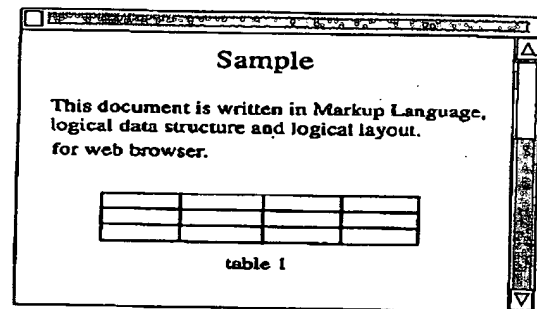 Sample
This document is written in Markup Language,
logical data structure and logical layout.
for web browser.
table 1